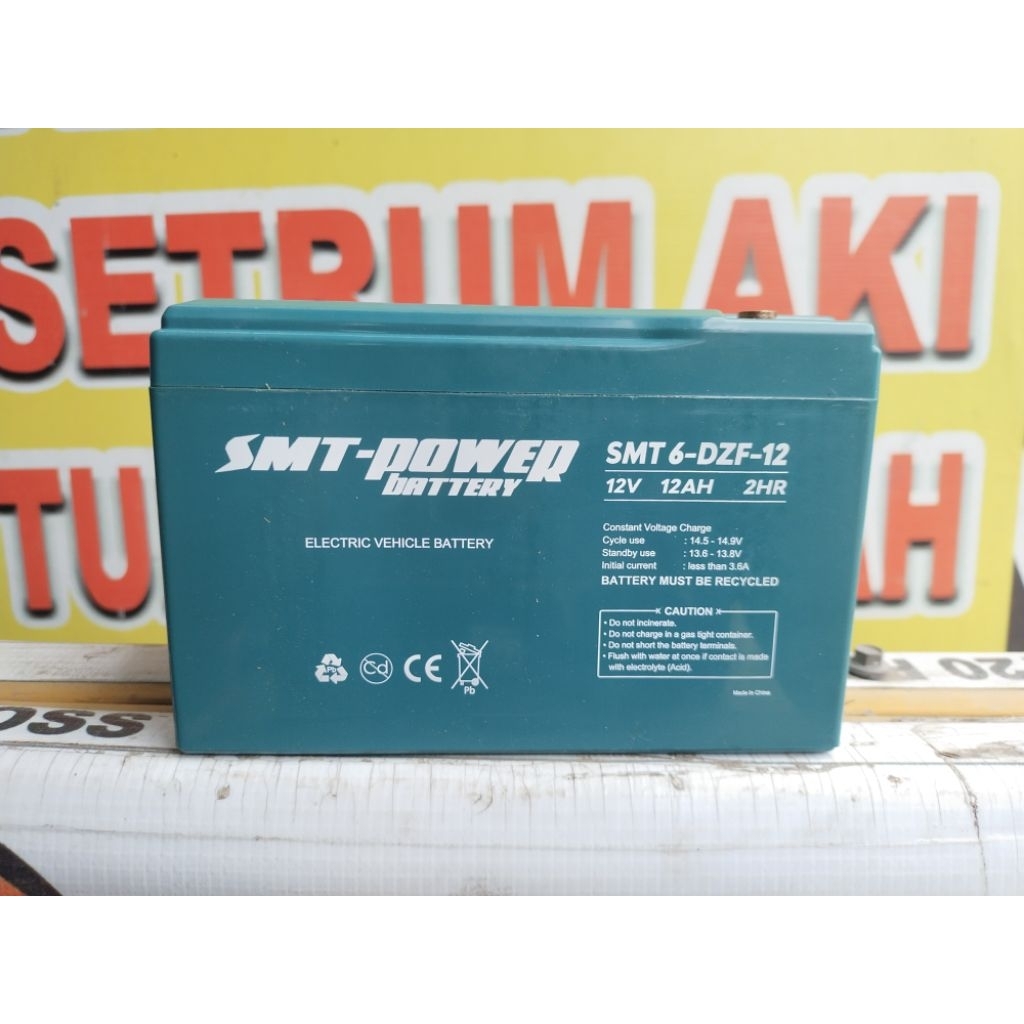 SETRUM AKI
TU
AH
SMT-POWER
BATTERY
ELECTRIC VEHICLE BATTERY
Pb
Cd
CE
Pb
SMT 6-DZF-12
12V 12AH 2HR
Constant Voltage Charge
Cycle use : 14.5 - 14.9V
Standby use : 13.6 - 13.8V
Initial current : less than 3.6A
BATTERY MUST BE RECYCLED
CAUTION
• Do not incinerate.
• Do not charge in a gas tight container.
• Do not short the battery terminals.
• Flush with water at once if contact is made
with electrolyte (Acid).
Made in China
OSS
20 F